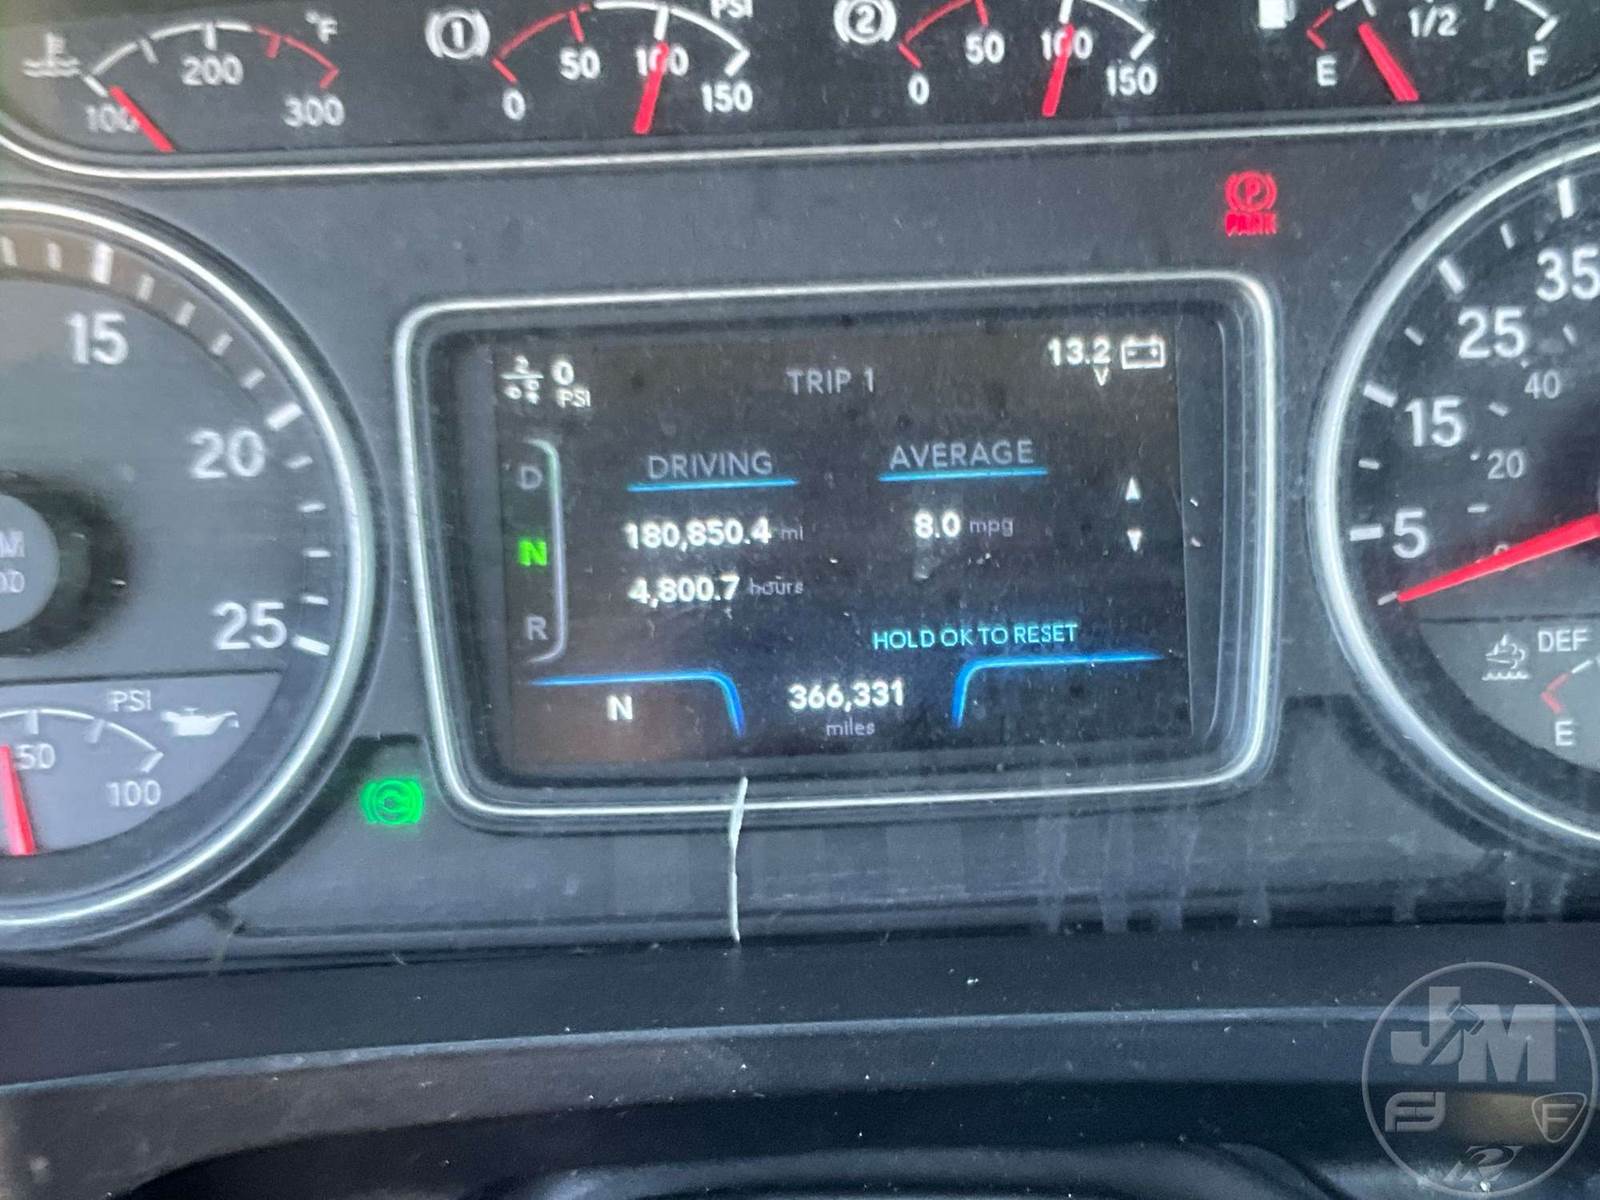 °F
PSI
1
2
1/2
200
50
100
50
100
E
F
100
300
0
150
0
150
P
PARK
15
20
25
35
25
15
5
40
20
2
0
PSI
TRIP 1
13.2
V
D
N
R
DRIVING
AVERAGE
180,850.4 mi
8.0 mpg
4,800.7 hours
HOLD OK TO RESET
N
366,331
miles
DEF
E
PSI
50
100
JM